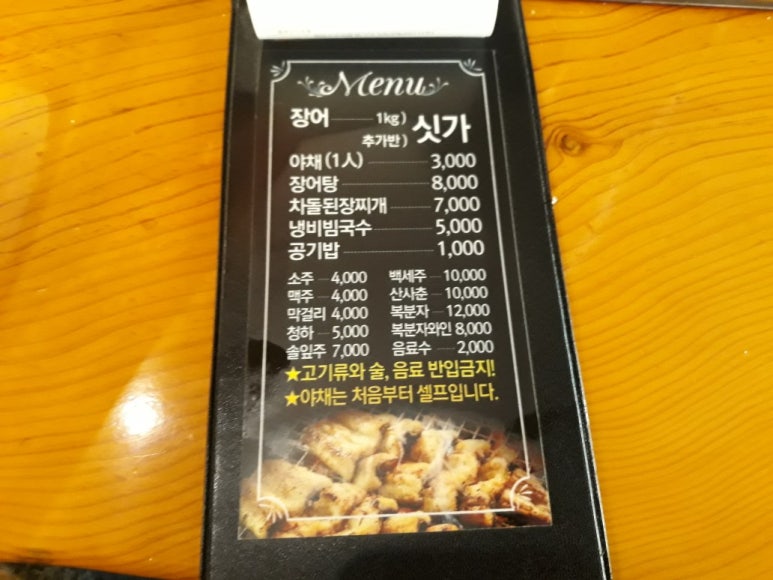 Menu
장어 1kg) 싯가
추가반)
야채(1人) 3,000
장어탕 8,000
차돌된장찌개 7,000
냉비빔국수 5,000
공기밥 1,000
소주 4,000 백세주 10,000
맥주 4,000 산사춘 10,000
막걸리 4,000 복분자 12,000
청하 5,000 복분자와인 8,000
솔잎주 7,000 음료수 2,000
★고기류와 술, 음료 반입금지!
★야채는 처음부터 셀프입니다.